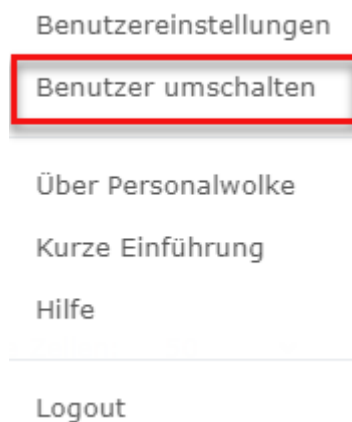 Benutzereinstellungen
Benutzer umschalten
Über Personalwolke
Kurze Einführung
Hilfe
Logout